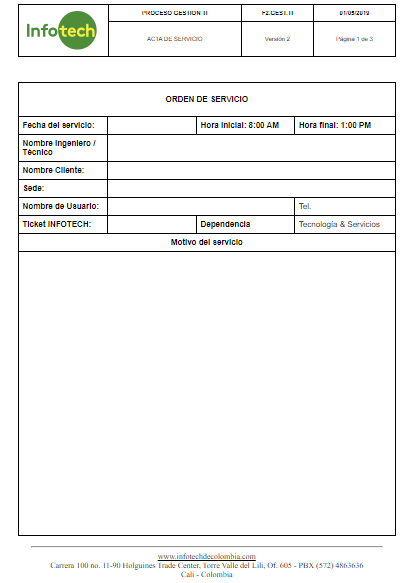 Infotech
PROCESO GESTION TI
F2.GEST.TI
01/05/2019
ACTA DE SERVICIO
Versión 2
Página 1 de 3
ORDEN DE SERVICIO
Fecha del servicio:
Hora inicial: 8:00 AM
Hora final: 1:00 PM
Nombre Ingeniero /
Técnico
Nombre Cliente:
Sede:
Nombre de Usuario:
Tel.
Ticket INFOTECH:
Dependencia
Tecnología & Servicios
Motivo del servicio
www.infotechdecolombia.com
Carrera 100 no. 11-90 Holguines Trade Center, Torre Valle del Lili, Of. 605 - PBX (572) 4863636
Cali - Colombia